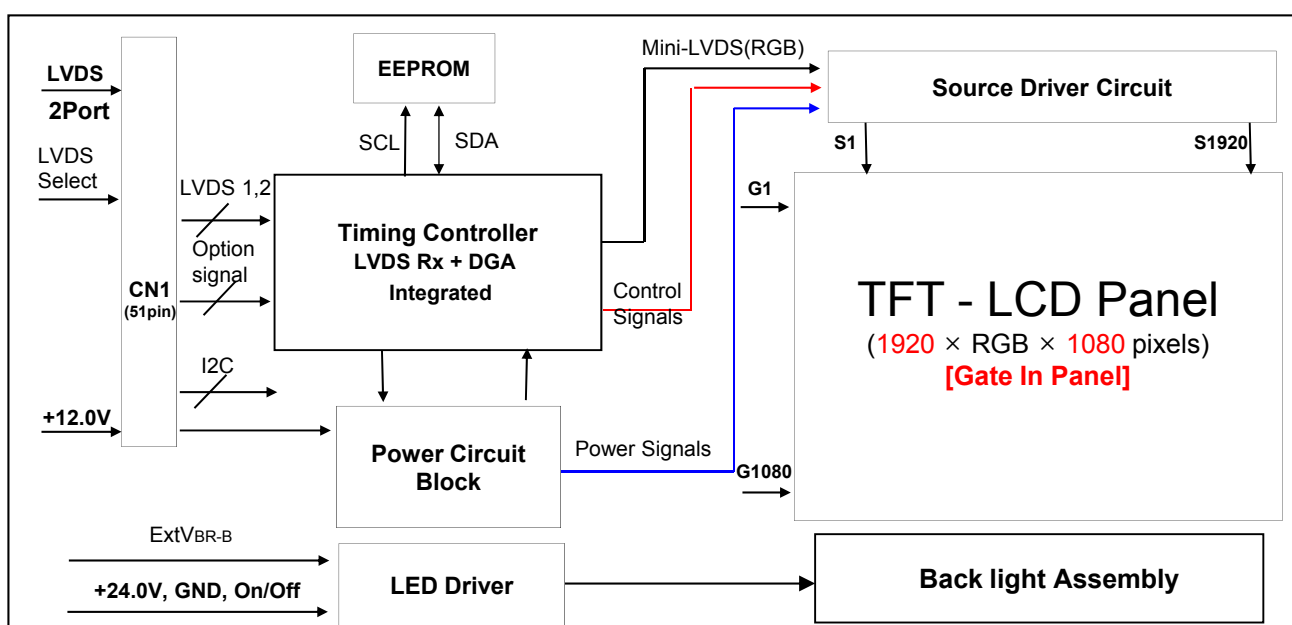 Mini-LVDS(RGB)
LVDS
2Port
EEPROM
Source Driver Circuit
SCL
SDA
S1
S1920
LVDS
Select
LVDS 1,2
G1
Timing Controller
LVDS Rx + DGA
Integrated
Option
signal
CN1
(51pin)
Control
Signals
TFT - LCD Panel
(1920 × RGB × 1080 pixels)
[Gate In Panel]
I2C
+12.0V
Power Circuit
Block
Power Signals
G1080
ExtVBR-B
+24.0V, GND, On/Off
LED Driver
Back light Assembly